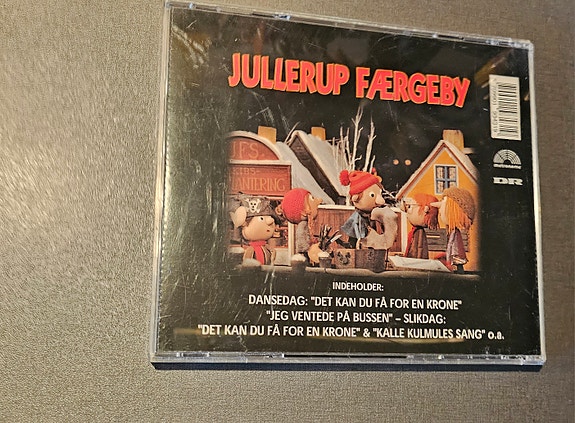 JULLERUP FÆRGEBY
DR
INDEHOLDER:
DANSEDAG: "DET KAN DU FÅ FOR EN KRONE"
"JEG VENTEDE PÅ BUSSEN" – SLIKDAG:
"DET KAN DU FÅ FOR EN KRONE" & "KALLE KULMULES SANG" o.a.